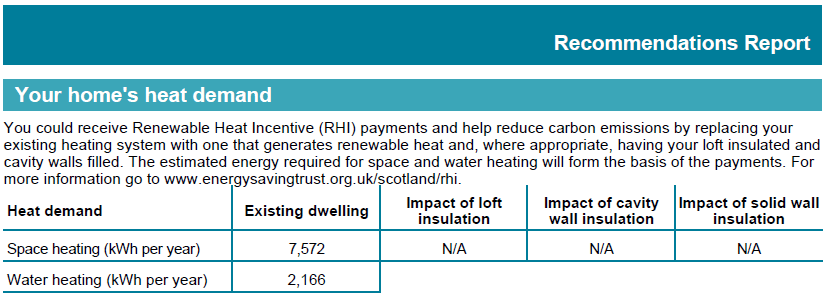 Recommendations Report
Your home's heat demand
You could receive Renewable Heat Incentive (RHI) payments and help reduce carbon emissions by replacing your
existing heating system with one that generates renewable heat and, where appropriate, having your loft insulated and
cavity walls filled. The estimated energy required for space and water heating will form the basis of the payments. For
more information go to www.energysavingtrust.org.uk/scotland/rhi.
Heat demand Existing dwelling Impact of loft insulation Impact of cavity wall insulation Impact of solid wall insulation
Space heating (kWh per year) 7,572 N/A N/A N/A
Water heating (kWh per year) 2,166